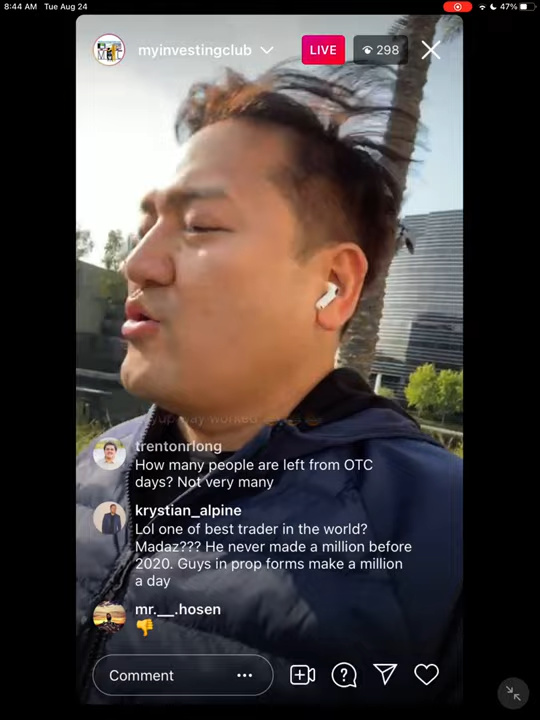 8:44 AM Tue Aug 24
47%
myinvestingclub
LIVE
298
way worked
trentonrlong
How many people are left from OTC
days? Not very many
krystian_alpine
Lol one of best trader in the world?
Madaz??? He never made a million before
2020. Guys in prop forms make a million
a day
mr.__.hosen
Comment